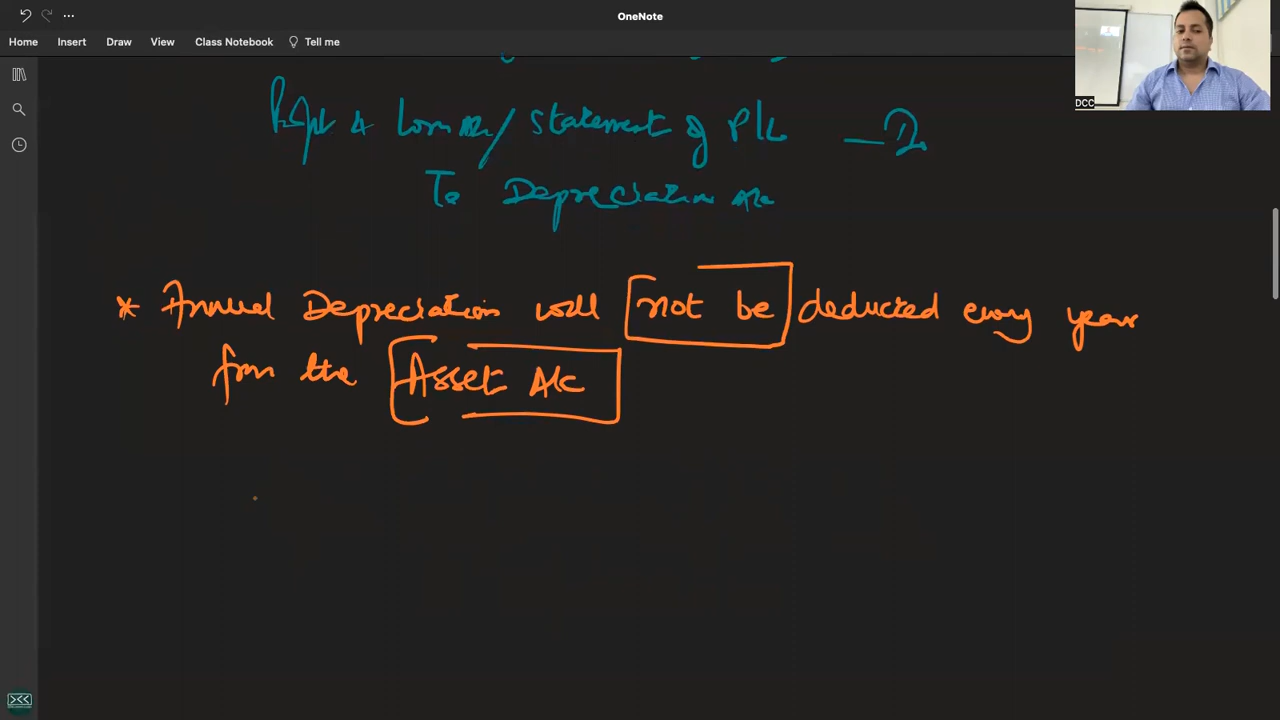 OneNote
Home Insert Draw View Class Notebook Tell me
DCC
Profit & Loss A/c / Statement of P/L _ Dr
To Depreciation A/c
* Annual Depreciation will not be deducted every year
from the Asset A/c